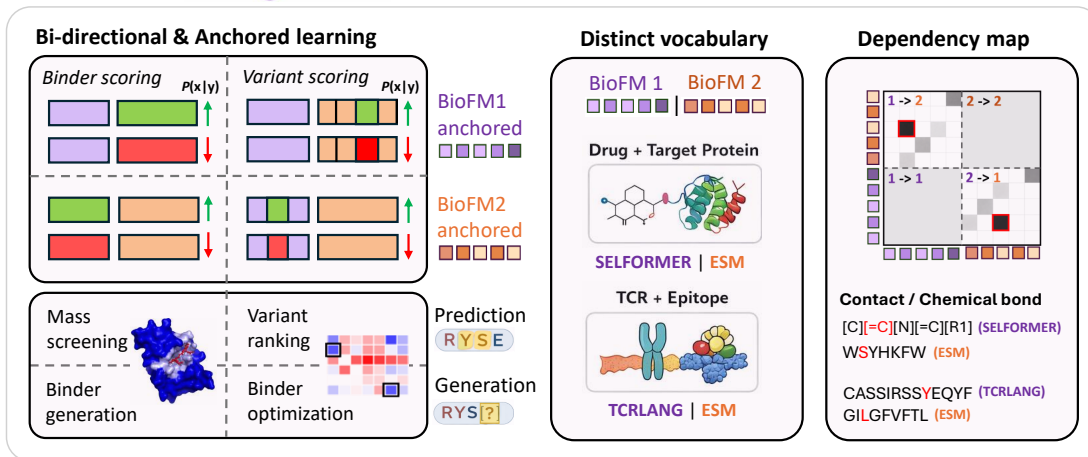 Bi-directional & Anchored learning
Binder scoring
P(x|y)
Variant scoring
P(x|y)
BioFM1
anchored
BioFM2
anchored
Mass
screening
Variant
ranking
Prediction
RYSE
Binder
generation
Binder
optimization
Generation
RYS[?]
Distinct vocabulary
BioFM 1 | BioFM 2
Drug + Target Protein
SELFORMER | ESM
TCR + Epitope
TCRLANG | ESM
Dependency map
1 -> 2
2 -> 2
1 -> 1
2 -> 1
Contact / Chemical bond
[C][=C][N][=C][R1] (SELFORMER)
WSYHKFW (ESM)
CASSIRSSYEQYF (TCRLANG)
GILGFVFTL (ESM)